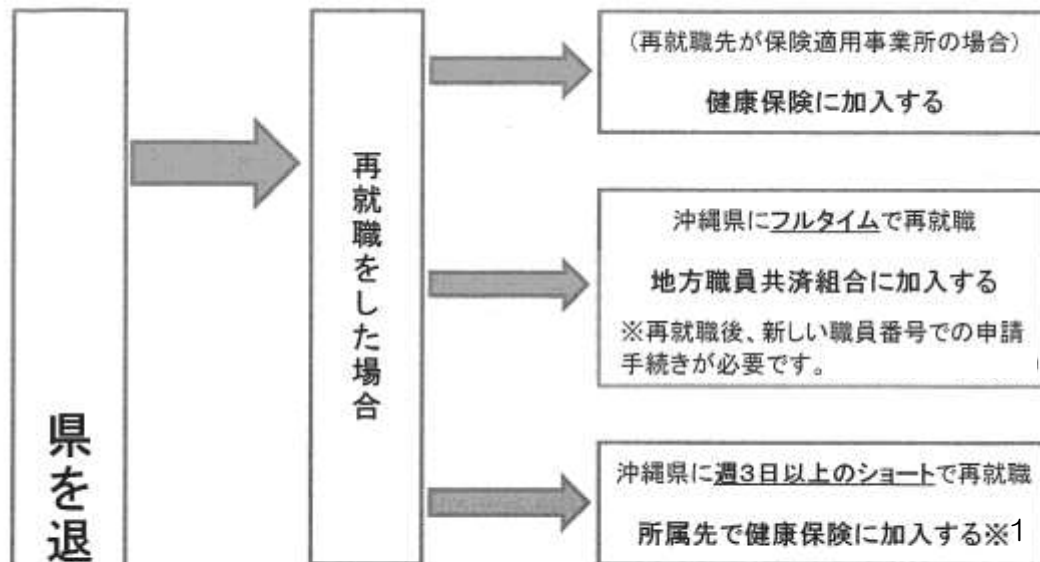 県を退
再就職をした場合
(再就職先が保険適用事業所の場合)
健康保険に加入する
沖縄県にフルタイムで再就職
地方職員共済組合に加入する
※再就職後、新しい職員番号での申請
手続きが必要です。
沖縄県に週3日以上のショートで再就職
所属先で健康保険に加入する※1